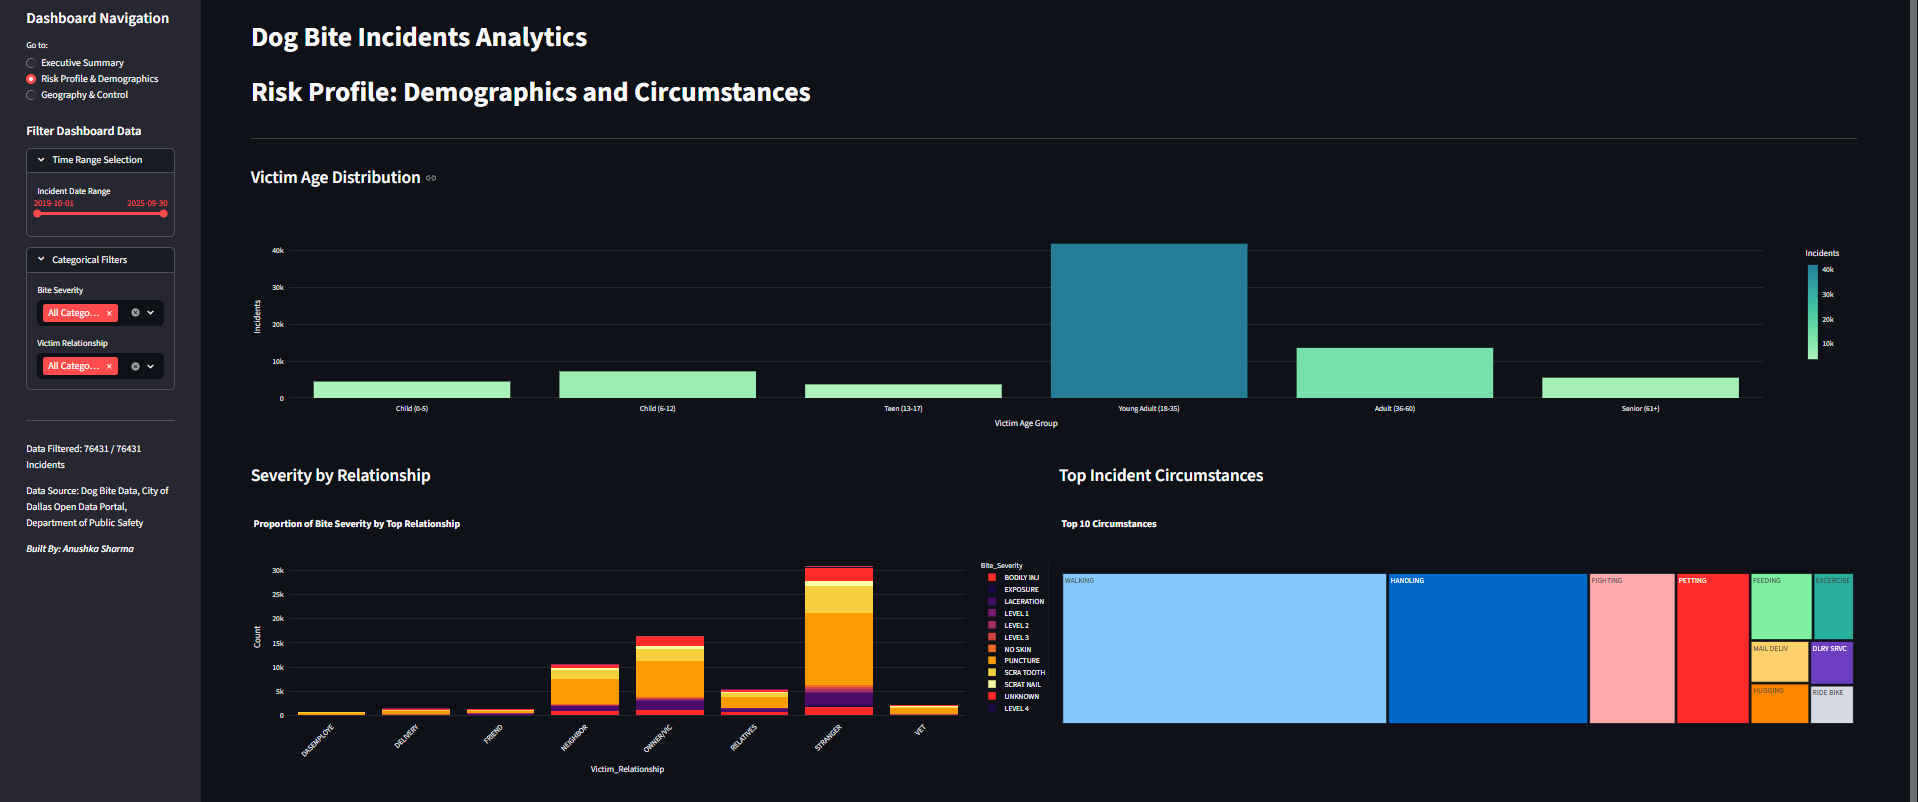 Dashboard Navigation
Go to:
Executive Summary
Risk Profile & Demographics
Geography & Control
Filter Dashboard Data
Time Range Selection
Incident Date Range
2019-10-01 2025-09-30
Categorical Filters
Bite Severity
All Catego... ×
Victim Relationship
All Catego... ×
Data Filtered: 76431 / 76431
Incidents
Data Source: Dog Bite Data, City of
Dallas Open Data Portal,
Department of Public Safety
Built By: Anushka Sharma
Dog Bite Incidents Analytics
Risk Profile: Demographics and Circumstances
Victim Age Distribution
Incidents
40k
30k
20k
10k
0
Child (0-5) Child (6-12) Teen (13-17) Young Adult (18-35) Adult (36-60) Senior (61+)
Victim Age Group
Incidents
40k
30k
20k
10k
Severity by Relationship
Proportion of Bite Severity by Top Relationship
Count
30k
25k
20k
15k
10k
5k
0
DASEMPLOYE DELIVERY FRIEND NEIGHBOR OWNER/VIC RELATIVES STRANGER VET
Victim_Relationship
Bite_Severity
BODILY INJ
EXPOSURE
LACERATION
LEVEL 1
LEVEL 2
LEVEL 3
NO SKIN
PUNCTURE
SCRA TOOTH
SCRAT NAIL
UNKNOWN
LEVEL 4
Top Incident Circumstances
Top 10 Circumstances
WALKING
HANDLING
FIGHTING
PETTING
FEEDING
EXCERCISE
MAIL DELIV
DLRY SRVC
HUGGING
RIDE BIKE